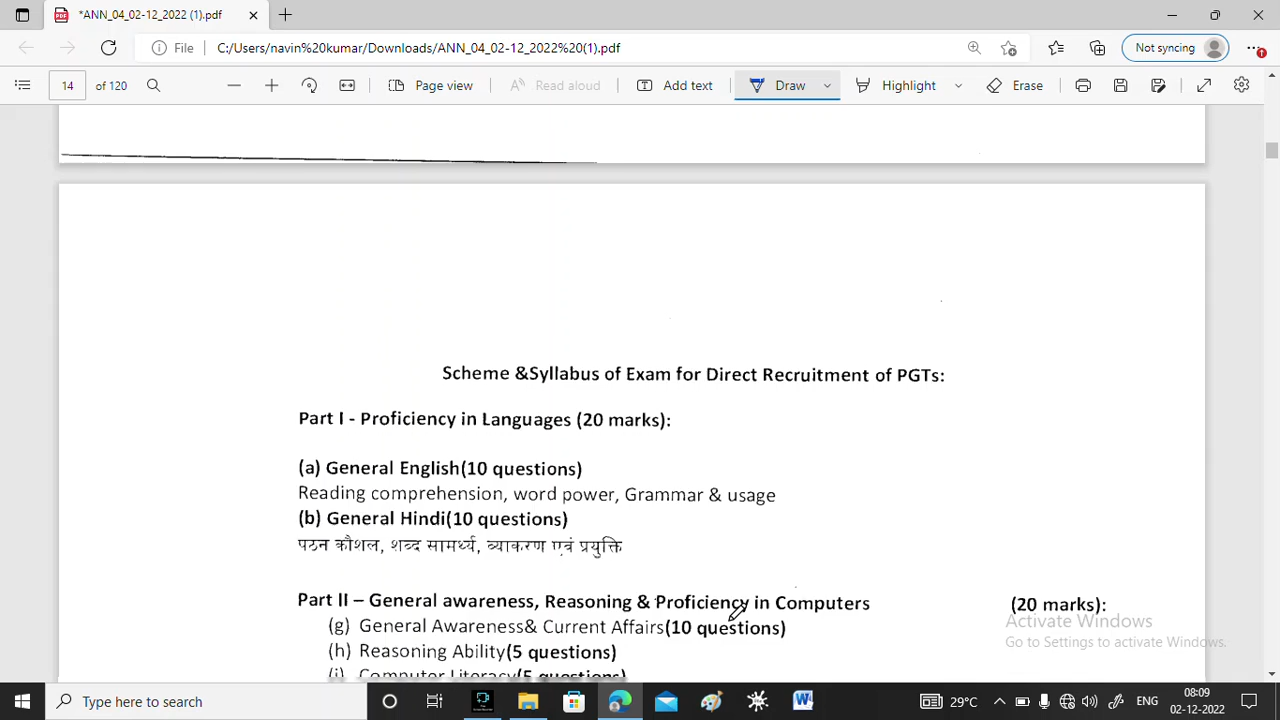 *ANN_04_02-12_2022 (1).pdf
File C:/Users/navin%20kumar/Downloads/ANN_04_02-12_2022%20(1).pdf Not syncing
14 of 120 Page view Read aloud Add text Draw Highlight Erase
Scheme &Syllabus of Exam for Direct Recruitment of PGTs:
Part I - Proficiency in Languages (20 marks):
(a) General English(10 questions)
Reading comprehension, word power, Grammar & usage
(b) General Hindi(10 questions)
पठन कौशल, शब्द सामर्थ्य, व्याकरण एवं प्रयुक्ति
Part II – General awareness, Reasoning & Proficiency in Computers (20 marks):
(g) General Awareness& Current Affairs(10 questions)
(h) Reasoning Ability(5 questions)
(i) Computer Literacy(5 questions)
Activate Windows
Go to Settings to activate Windows.
Type here to search 29°C ENG 08:09
02-12-2022